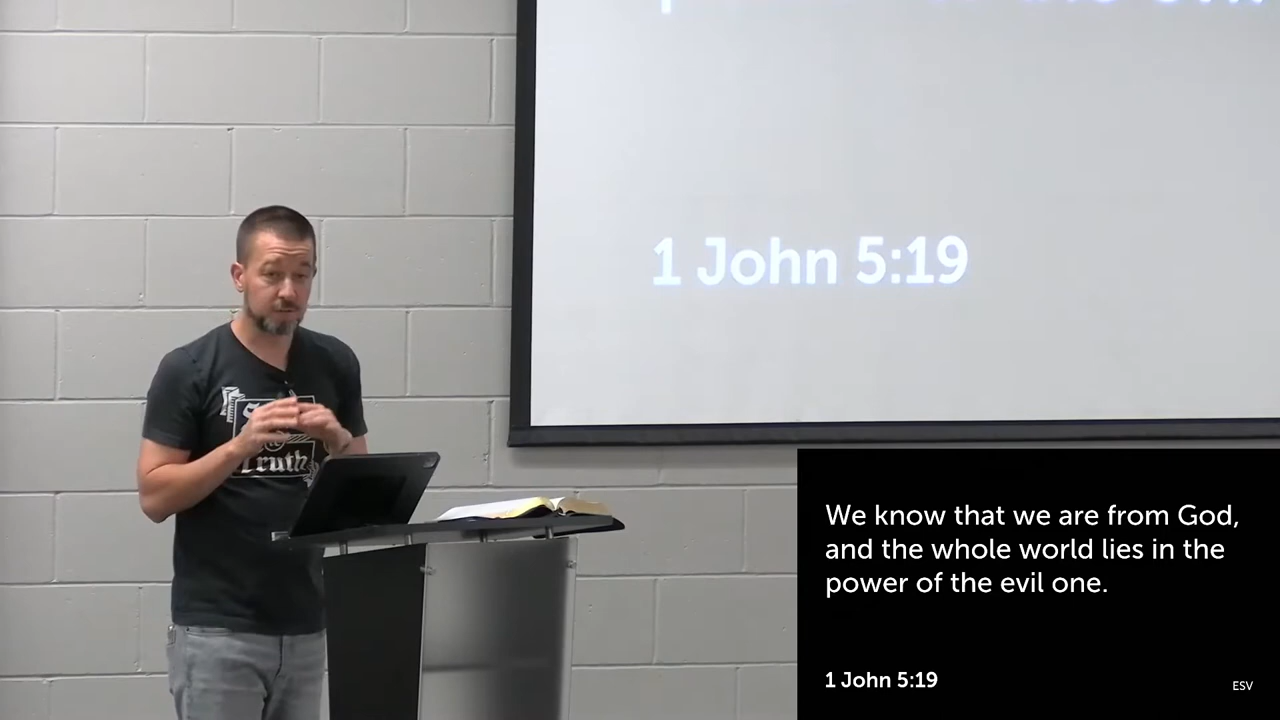 1 John 5:19
Truth
We know that we are from God,
and the whole world lies in the
power of the evil one.
1 John 5:19
ESV